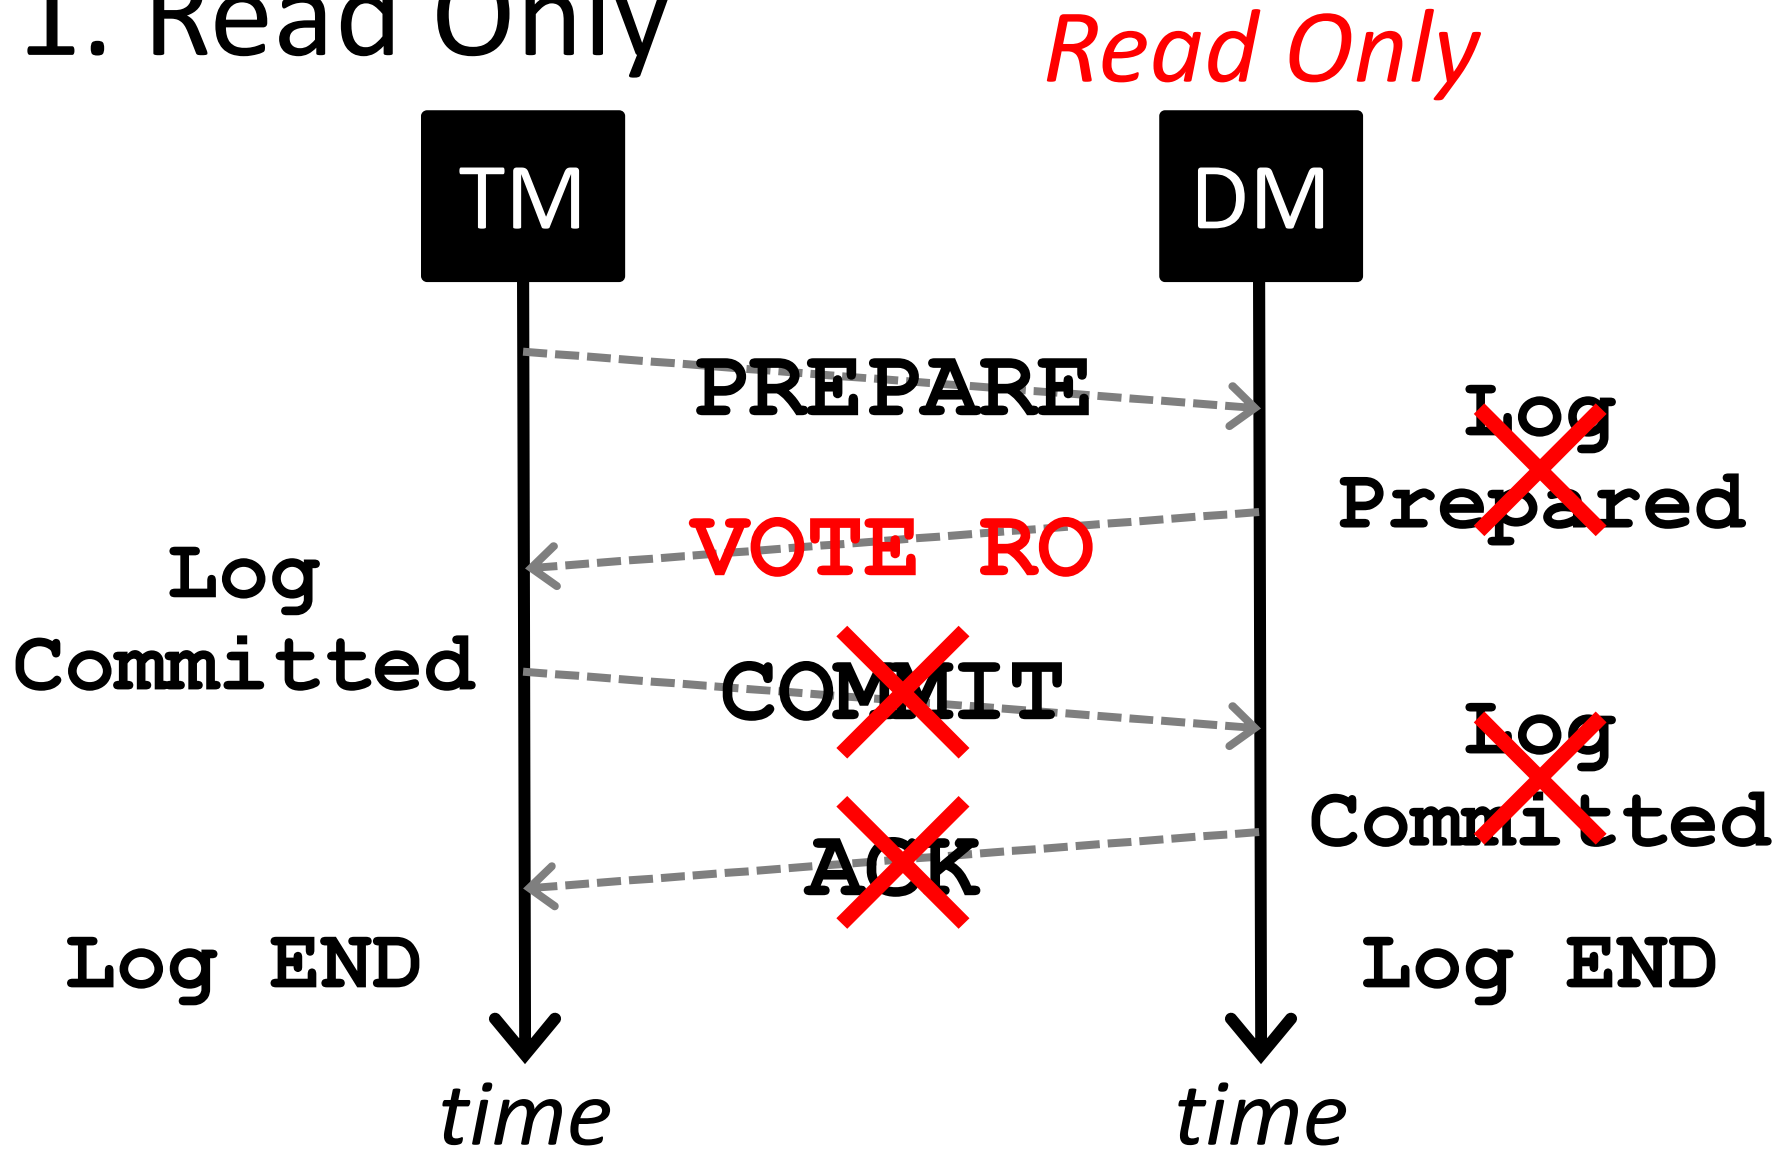 1. Read Only
Read Only
TM
DM
PREPARE
Log
Prepared
VOTE RO
Log
Committed
COMMIT
Log
Committed
ACK
Log END
Log END
time
time